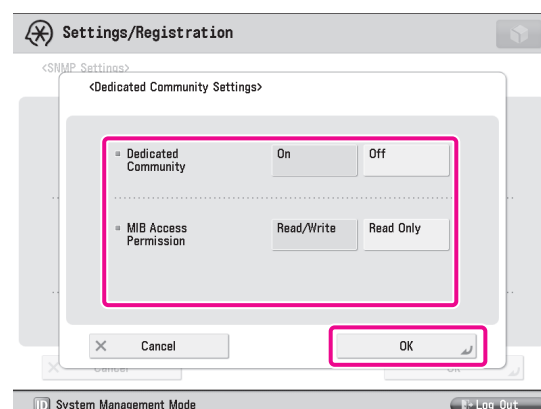 Settings/Registration
<SNMP Settings>
<Dedicated Community Settings>
Dedicated
Community
On
Off
MIB Access
Permission
Read/Write
Read Only
Cancel
OK
Cancel
OK
System Management Mode
Log Out